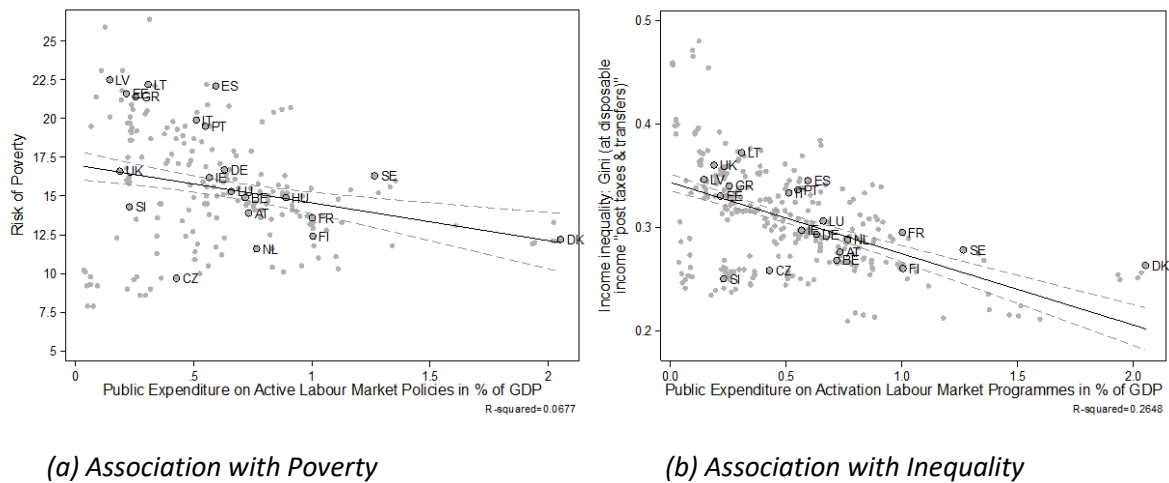 Risk of Poverty
25
22.5
20
17.5
15
12.5
10
7.5
5
LV
LT
ES
EE
GR
IT
PT
UK
DE
IE
SE
LU
BE
HU
SI
AT
FR
FI
DK
NL
CZ
0
.5
1
1.5
2
Public Expenditure on Active Labour Market Policies in % of GDP
R-squared=0.0677
(a) Association with Poverty
Income inequality: Gini (at disposable
income "post taxes & transfers)"
0.5
0.4
0.3
0.2
LT
UK
LV
GR
ES
EE
IT
PT
LU
IE
DE
NL
FR
AT
SE
BE
FI
DK
CZ
SI
0.0
0.5
1.0
1.5
2.0
Public Expenditure on Activation Labour Market Programmes in % of GDP
R-squared=0.2648
(b) Association with Inequality